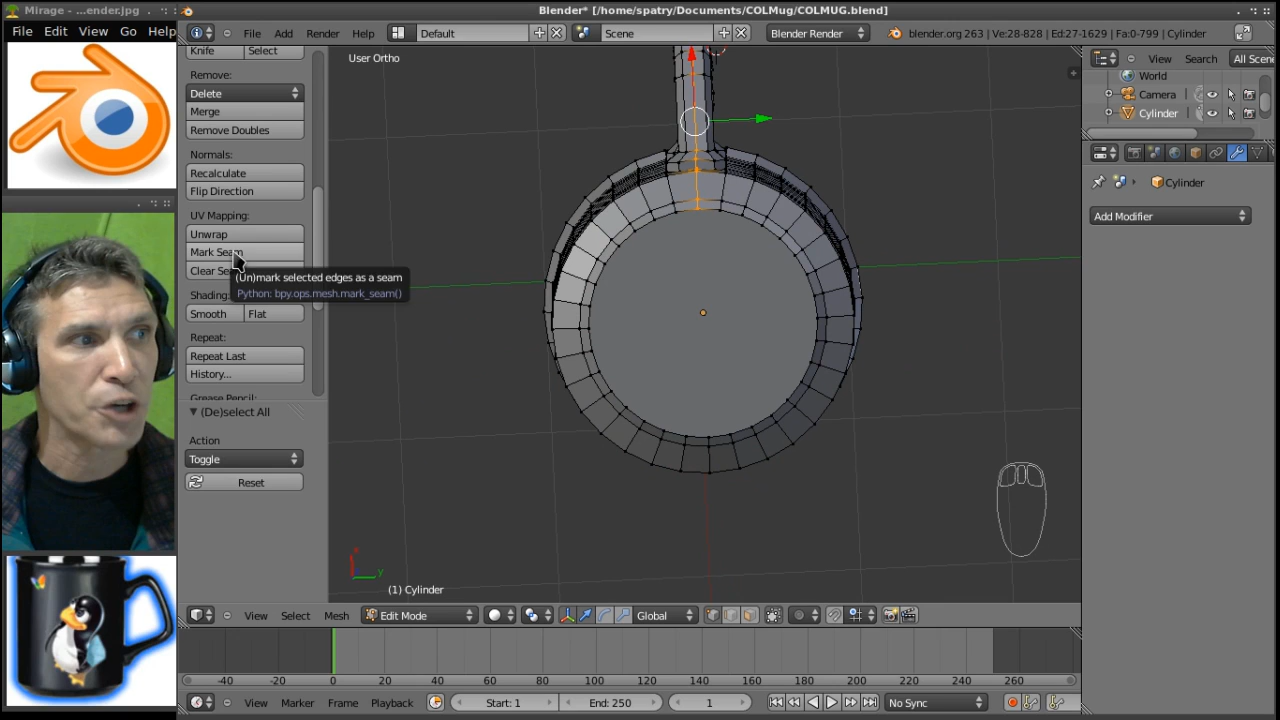 Mirage - ...ender.jpg
File Edit View Go Help
Blender* [/home/spatry/Documents/COLMug/COLMUG.blend]
File Add Render Help Default Scene Blender Render blender.org 263 | Ve:28-828 | Ed:27-1629 | Fa:0-799 | Cylinder
Knife Select
Remove:
Delete
Merge
Remove Doubles
Normals:
Recalculate
Flip Direction
UV Mapping:
Unwrap
Mark Seam
Clear Se
(Un)mark selected edges as a seam
Python: bpy.ops.mesh.mark_seam()
Shading:
Smooth Flat
Repeat:
Repeat Last
History...
Grease Pencil:
(De)select All
Action
Toggle
Reset
User Ortho
x
y
(1) Cylinder
View Search All Scene
World
Camera
Cylinder
Cylinder
Add Modifier
View Select Mesh Edit Mode Global
-40 -20 0 20 40 60 80 100 120 140 160 180 200 220 240 260
View Marker Frame Playback Start: 1 End: 250 1 No Sync